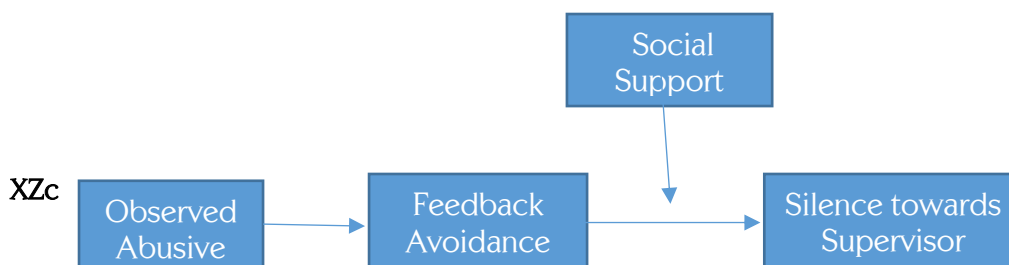 Social
Support
XZc
Observed
Abusive
Feedback
Avoidance
Silence towards
Supervisor